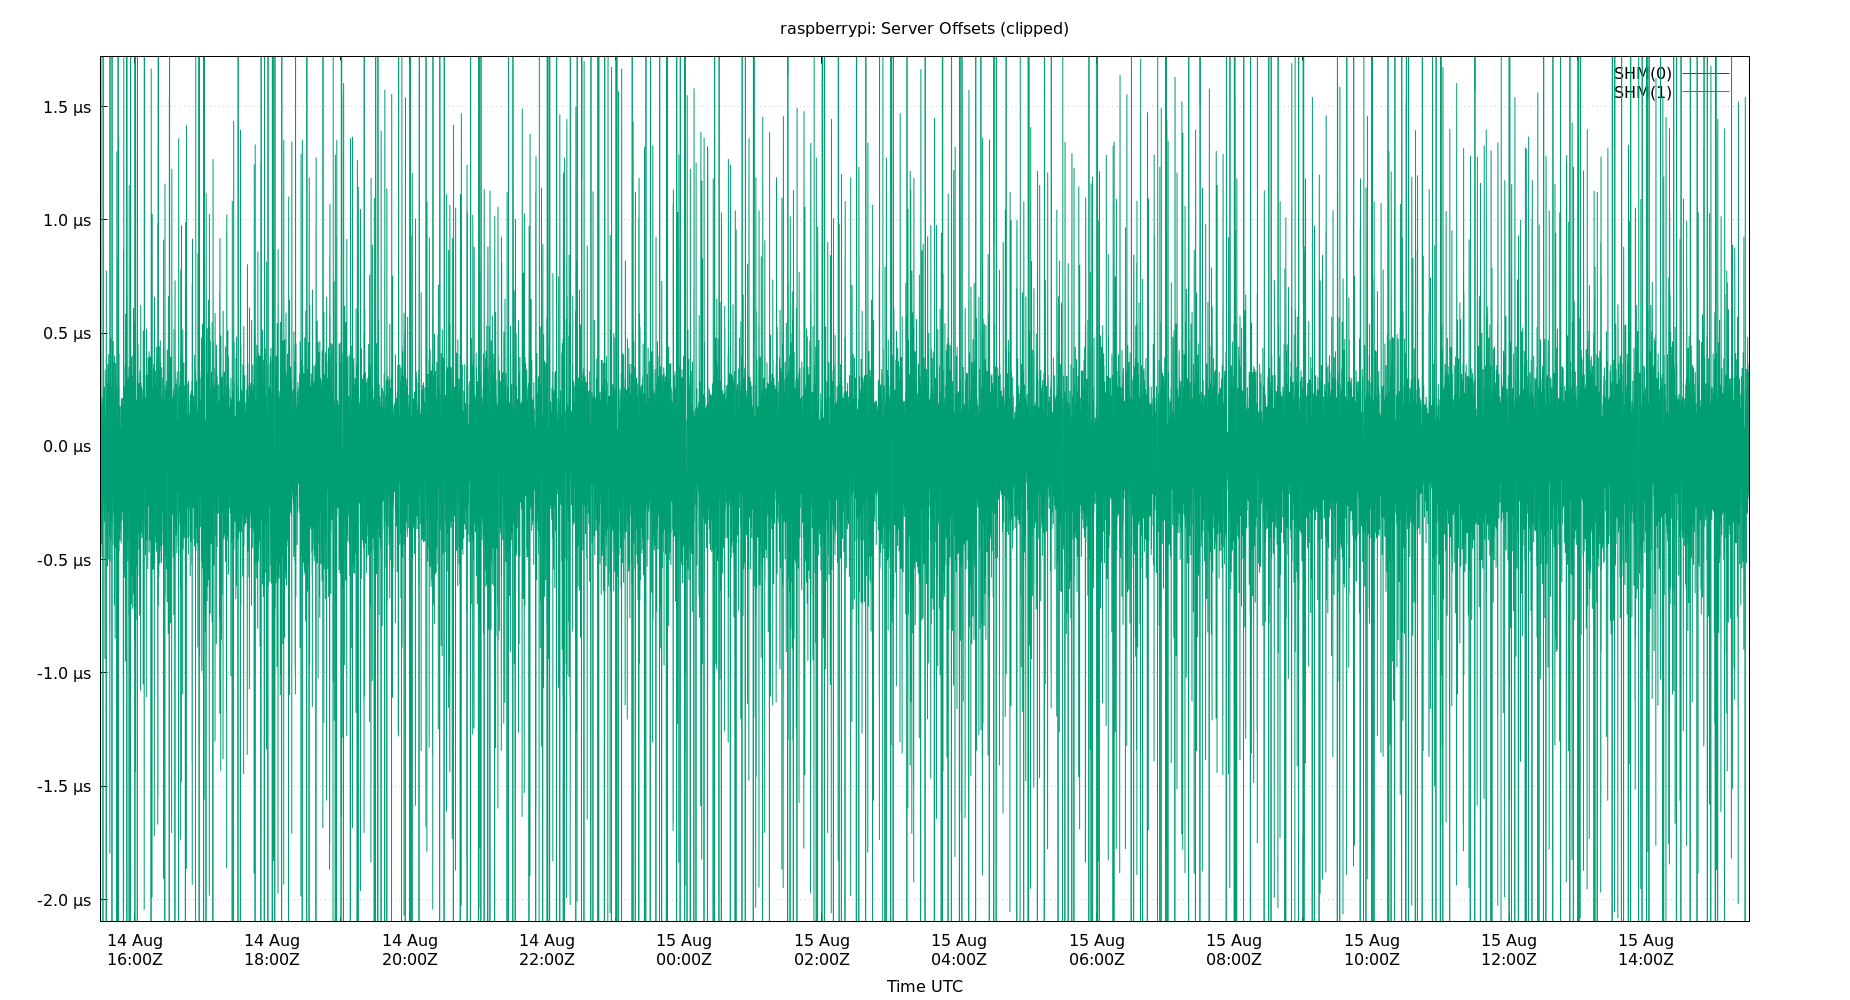 raspberrypi: Server Offsets (clipped)
SHM(0)
SHM(1)
1.5 µs
1.0 µs
0.5 µs
0.0 µs
-0.5 µs
-1.0 µs
-1.5 µs
-2.0 µs
14 Aug 14 Aug 14 Aug 14 Aug 15 Aug 15 Aug 15 Aug 15 Aug 15 Aug 15 Aug 15 Aug 15 Aug
16:00Z 18:00Z 20:00Z 22:00Z 00:00Z 02:00Z 04:00Z 06:00Z 08:00Z 10:00Z 12:00Z 14:00Z
Time UTC